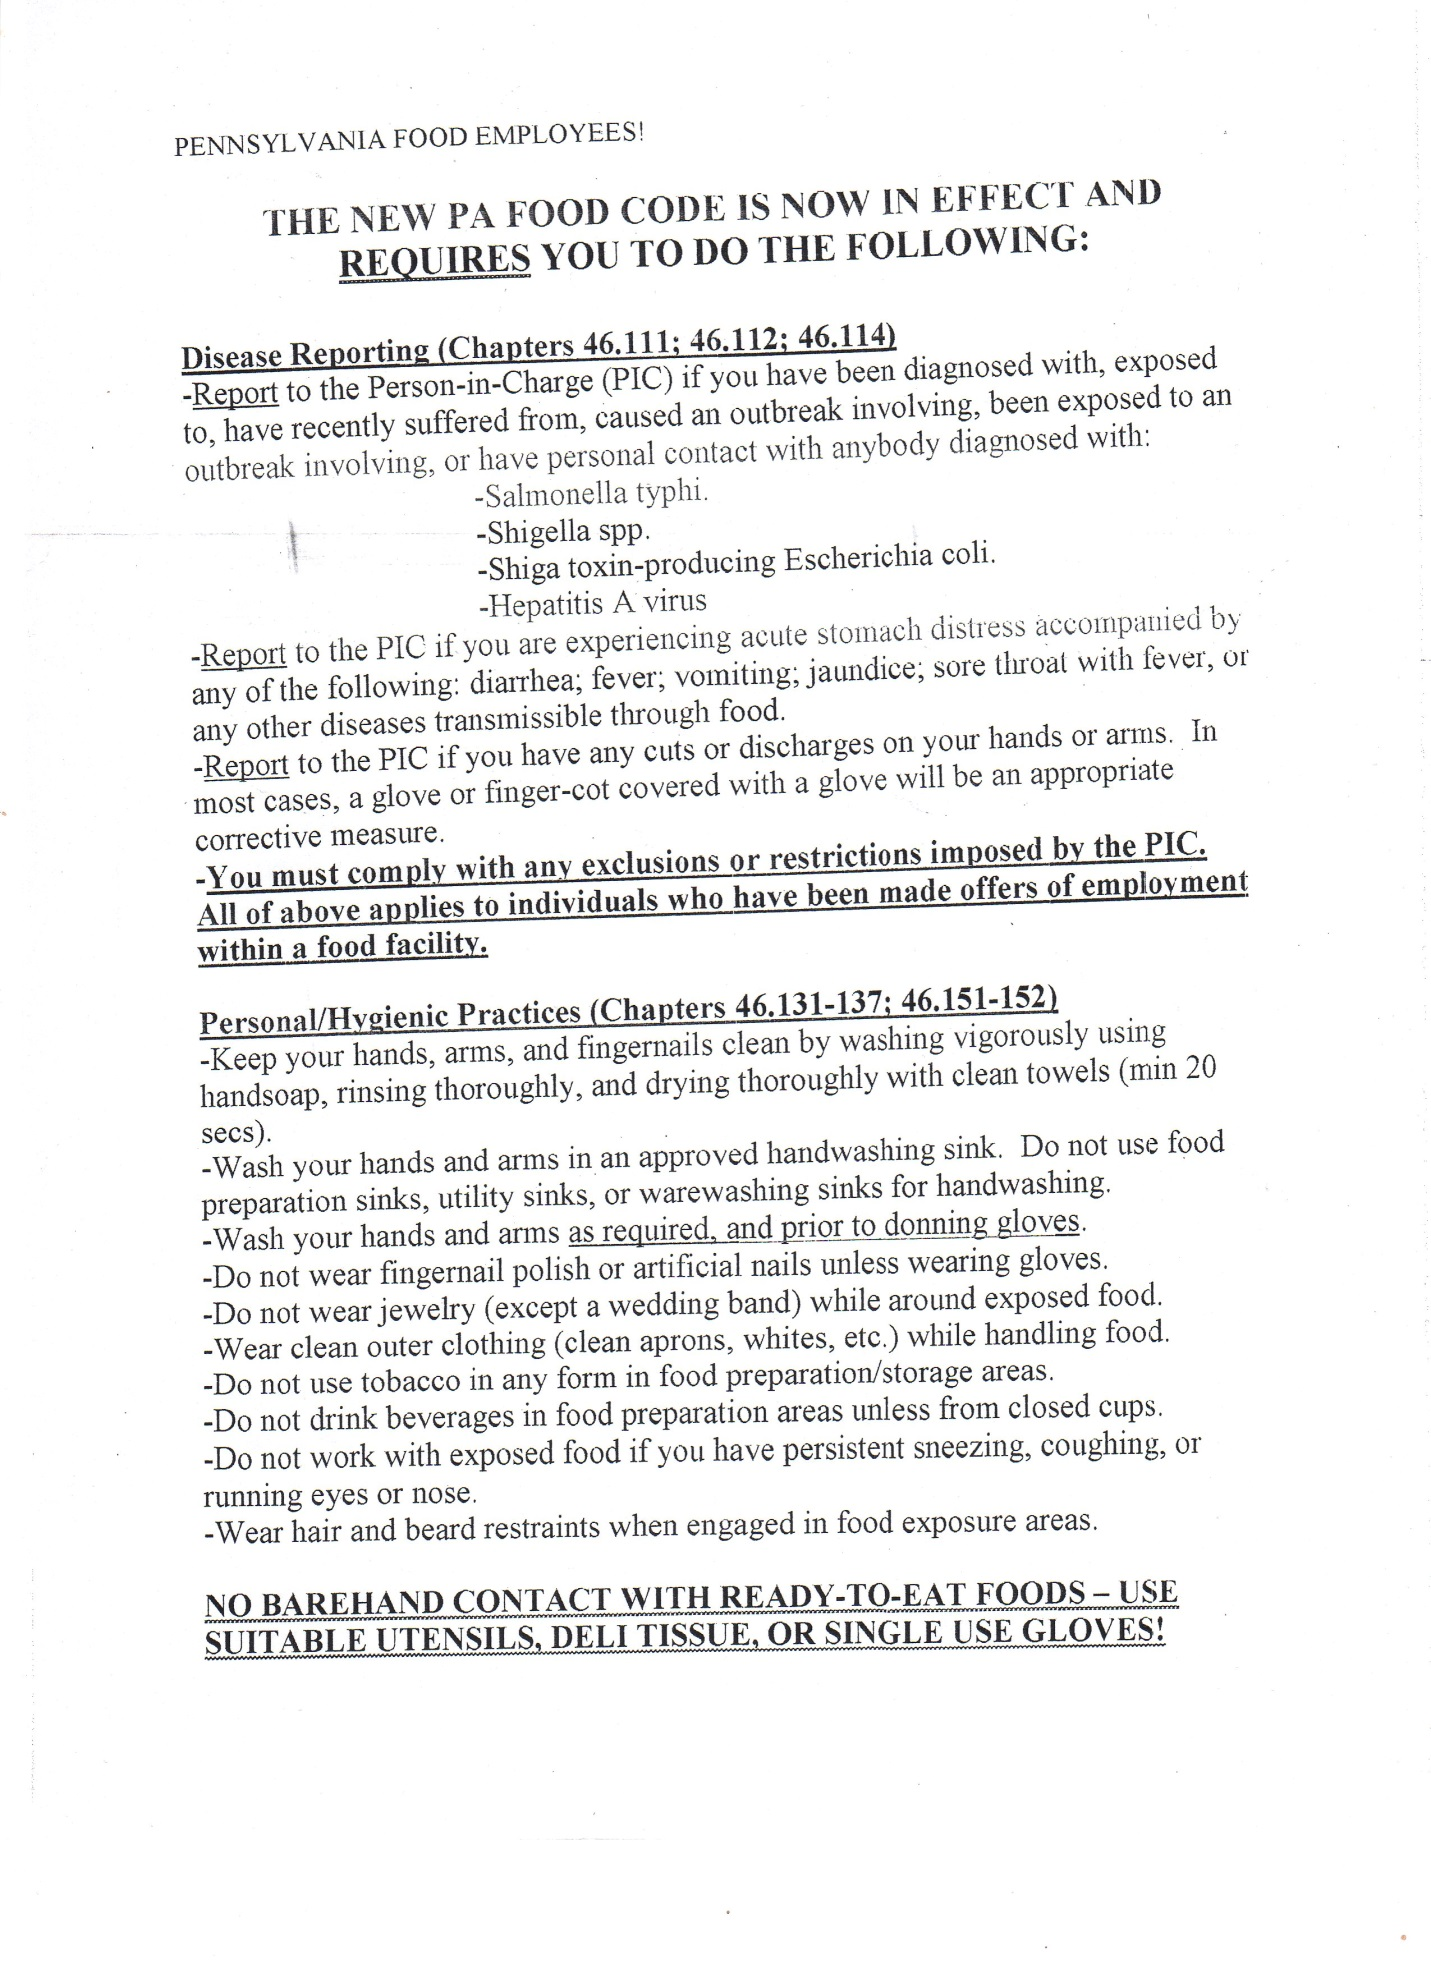 PENNSYLVANIA FOOD EMPLOYEES!
THE NEW PA FOOD CODE IS NOW IN EFFECT AND
REQUIRES YOU TO DO THE FOLLOWING:
Disease Reporting (Chapters 46.111; 46.112; 46.114)
-Report to the Person-in-Charge (PIC) if you have been diagnosed with, exposed
to, have recently suffered from, caused an outbreak involving, been exposed to an
outbreak involving, or have personal contact with anybody diagnosed with:
-Salmonella typhi.
-Shigella spp.
-Shiga toxin-producing Escherichia coli.
-Hepatitis A virus
-Report to the PIC if you are experiencing acute stomach distress accompanied by
any of the following: diarrhea; fever; vomiting; jaundice; sore throat with fever, or
any other diseases transmissible through food.
-Report to the PIC if you have any cuts or discharges on your hands or arms. In
most cases, a glove or finger-cot covered with a glove will be an appropriate
corrective measure.
-You must comply with any exclusions or restrictions imposed by the PIC.
All of above applies to individuals who have been made offers of employment
within a food facility.
Personal/Hygienic Practices (Chapters 46.131-137; 46.151-152)
-Keep your hands, arms, and fingernails clean by washing vigorously using
handsoap, rinsing thoroughly, and drying thoroughly with clean towels (min 20
secs).
-Wash your hands and arms in an approved handwashing sink. Do not use food
preparation sinks, utility sinks, or warewashing sinks for handwashing.
-Wash your hands and arms as required, and prior to donning gloves.
-Do not wear fingernail polish or artificial nails unless wearing gloves.
-Do not wear jewelry (except a wedding band) while around exposed food.
-Wear clean outer clothing (clean aprons, whites, etc.) while handling food.
-Do not use tobacco in any form in food preparation/storage areas.
-Do not drink beverages in food preparation areas unless from closed cups.
-Do not work with exposed food if you have persistent sneezing, coughing, or
running eyes or nose.
-Wear hair and beard restraints when engaged in food exposure areas.
NO BAREHAND CONTACT WITH READY-TO-EAT FOODS – USE
SUITABLE UTENSILS, DELI TISSUE, OR SINGLE USE GLOVES!